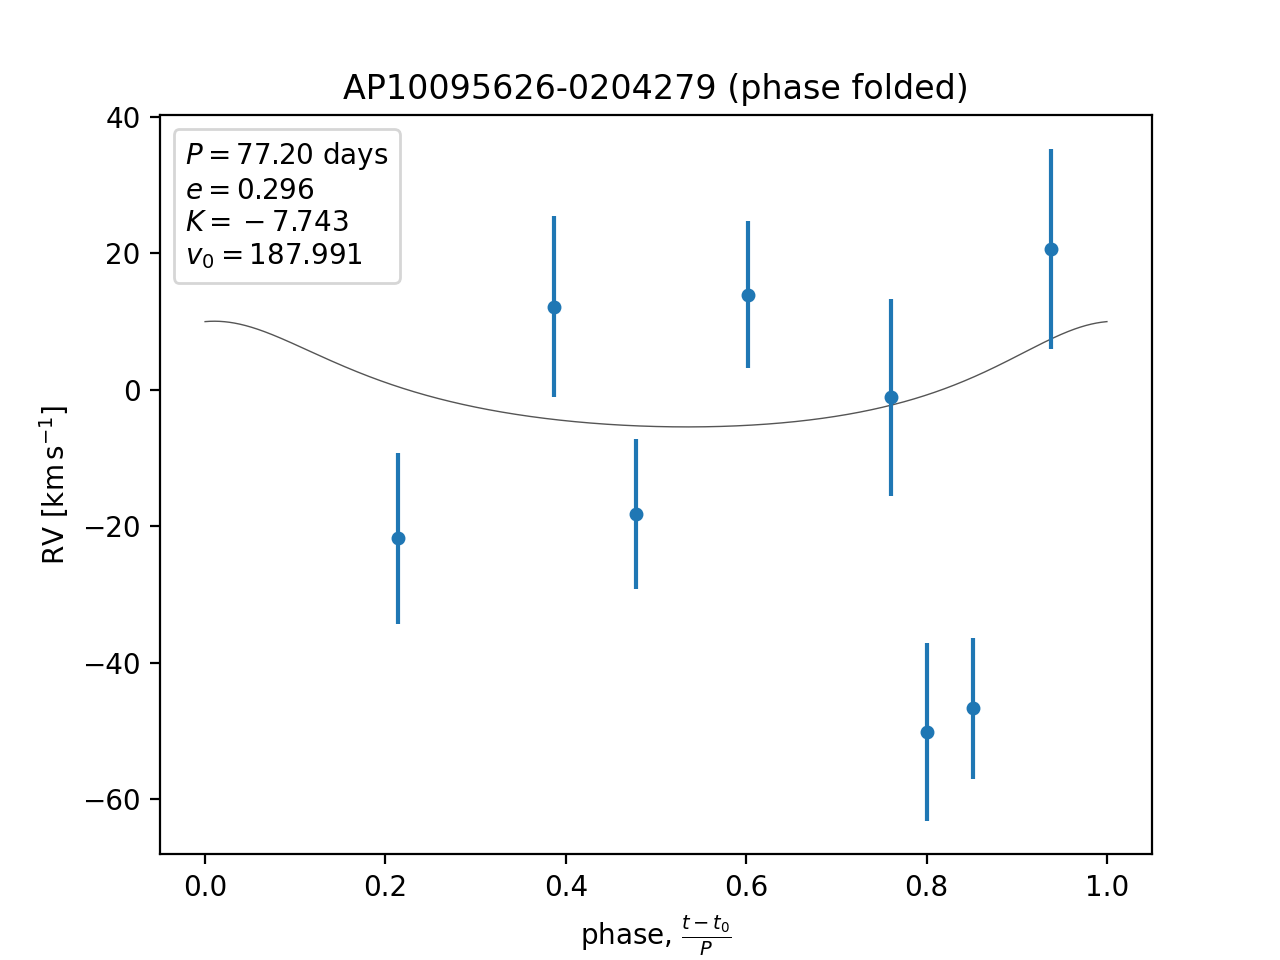 AP10095626-0204279 (phase folded)
P = 77.20 days
e = 0.296
K = −7.743
v₀ = 187.991
40
20
0
−20
−40
−60
RV [km s⁻¹]
0.0 0.2 0.4 0.6 0.8 1.0
phase, (t − t₀)/P